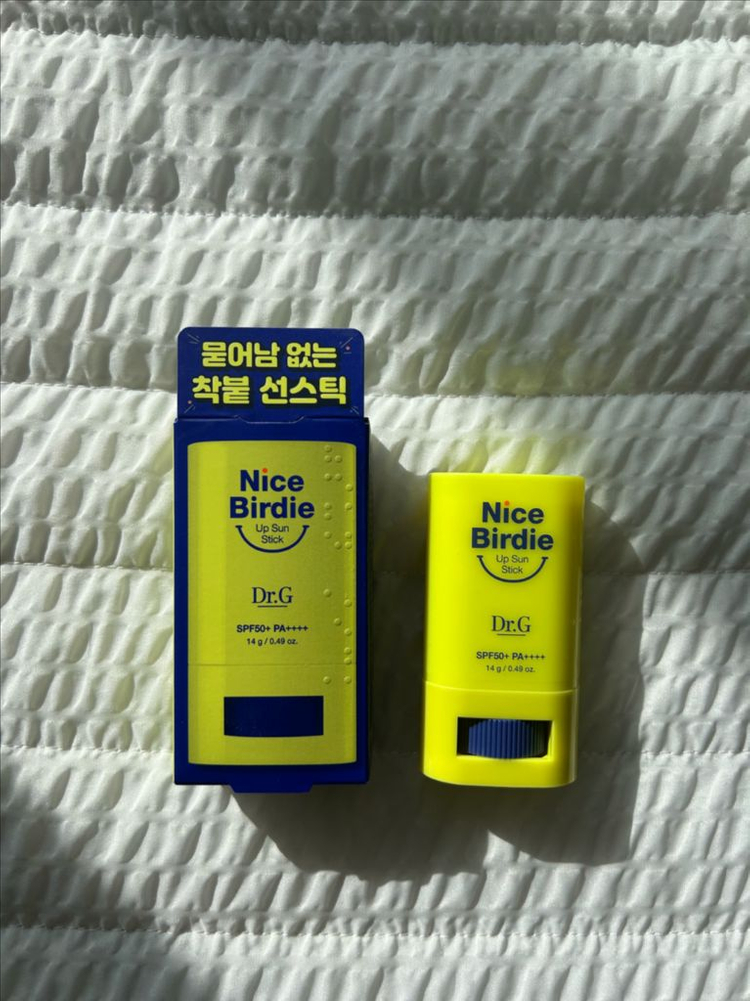 묻어남 없는
착붙 선스틱
Nice
Birdie
Up Sun
Stick
Dr.G
SPF50+ PA++++
14 g / 0.49 oz.
Nice
Birdie
Up Sun
Stick
Dr.G
SPF50+ PA++++
14 g / 0.49 oz.